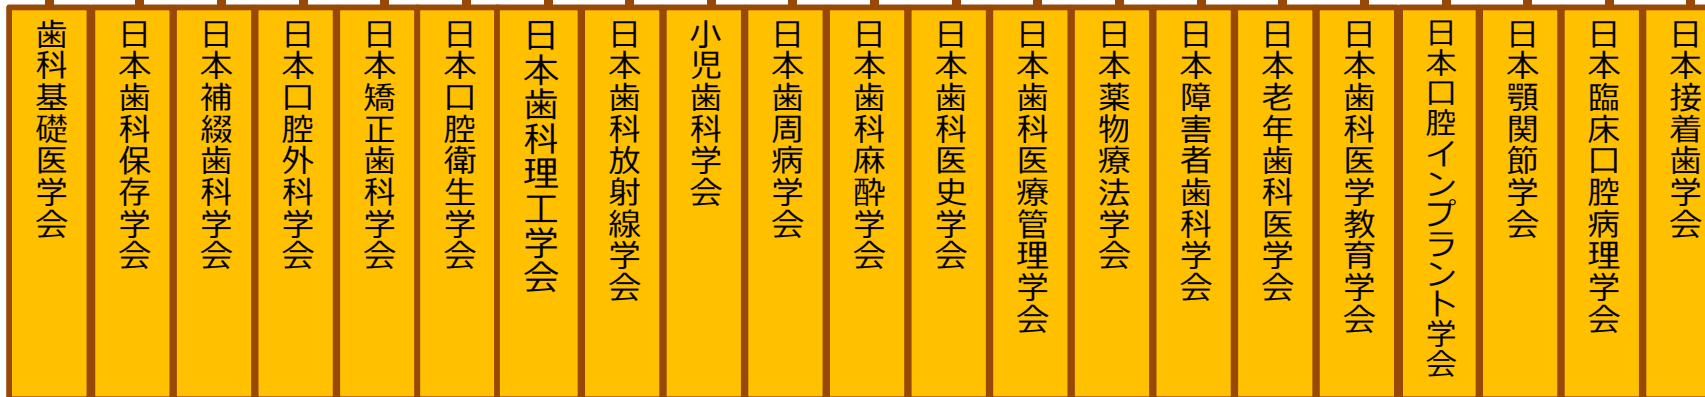 歯科基礎医学会
日本歯科保存学会
日本補綴歯科学会
日本口腔外科学会
日本矯正歯科学会
日本口腔衛生学会
日本歯科理工学会
日本歯科放射線学会
小児歯科学会
日本歯周病学会
日本歯科麻酔学会
日本歯科医史学会
日本歯科医療管理学会
日本薬物療法学会
日本障害者歯科学会
日本老年歯科医学会
日本歯科医学教育学会
日本口腔インプラント学会
日本顎関節学会
日本臨床口腔病理学会
日本接着歯学会